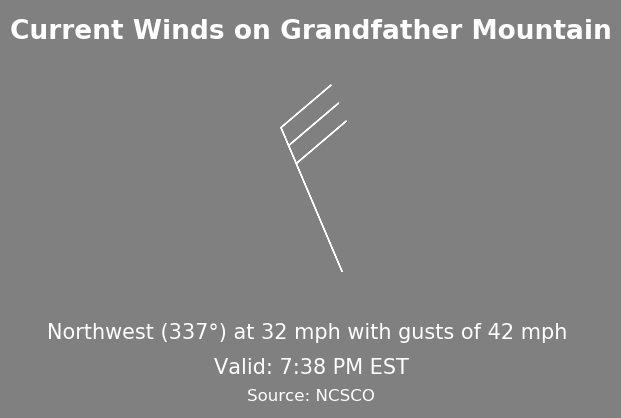 Current Winds on Grandfather Mountain
Northwest (337°) at 32 mph with gusts of 42 mph
Valid: 7:38 PM EST
Source: NCSCO